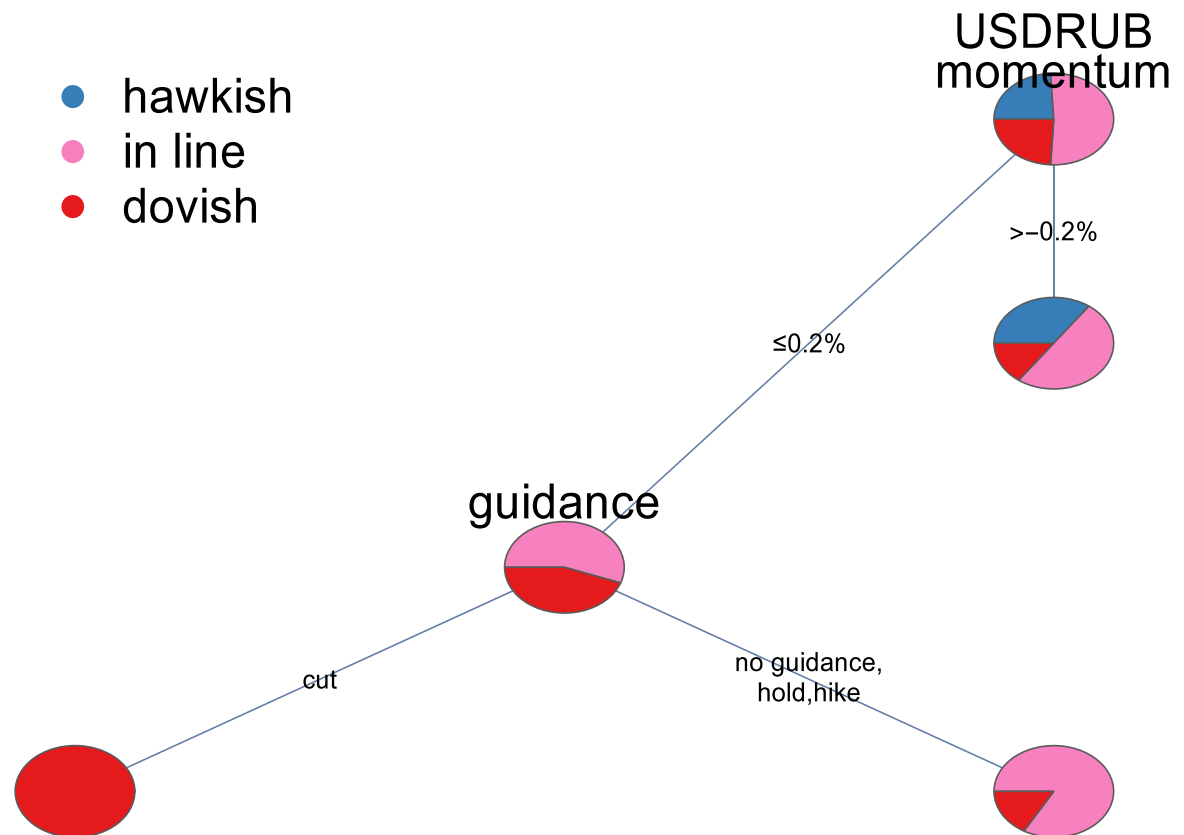 USDRUB
momentum
hawkish
in line
dovish
>−0.2%
≤0.2%
guidance
no guidance,
hold,hike
cut